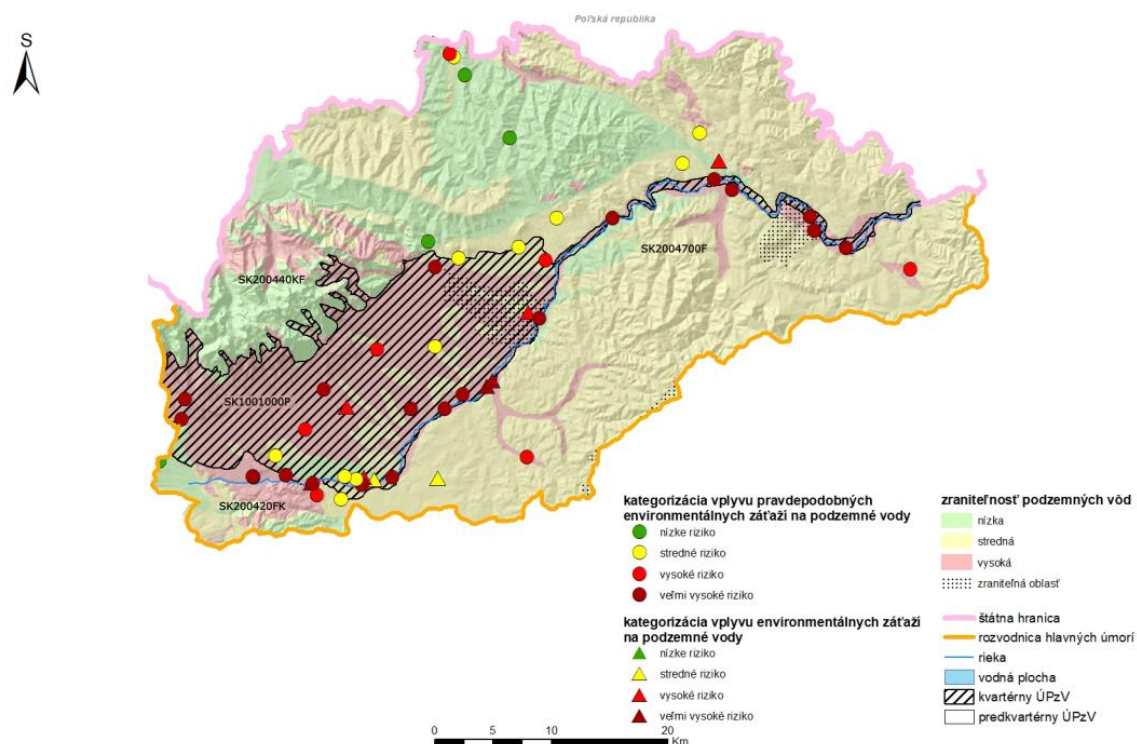 Poľská republika
S
SK2004700F
SK200440KF
SK1001000P
SK200420FK
kategorizácia vplyvu pravdepodobných
environmentálnych záťaží na podzemné vody
nízke riziko
stredné riziko
vysoké riziko
veľmi vysoké riziko
kategorizácia vplyvu environmentálnych záťaží
na podzemné vody
nízke riziko
stredné riziko
vysoké riziko
veľmi vysoké riziko
zraniteľnosť podzemných vôd
nízka
stredná
vysoká
zraniteľná oblasť
štátna hranica
rozvodnica hlavných úmorí
rieka
vodná plocha
kvartérny ÚPzV
predkvartérny ÚPzV
0 5 10 20
Km